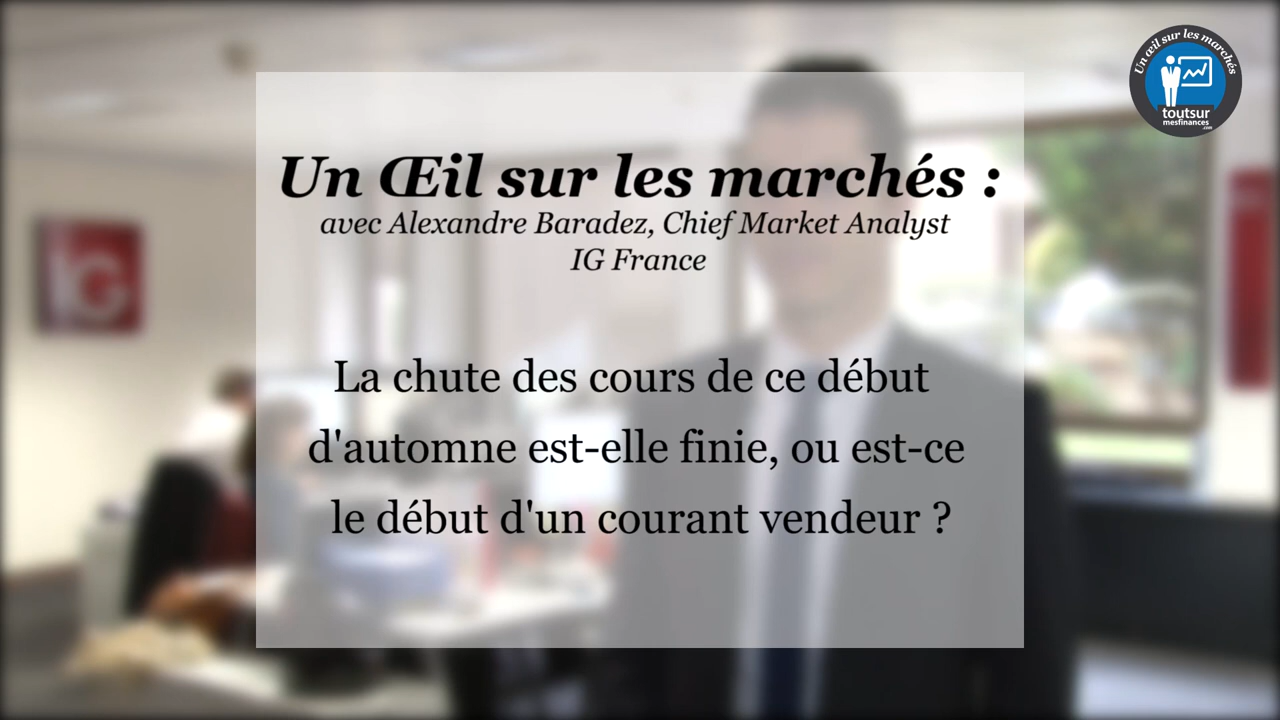 Un œil sur les marchés
toutsur
mesfinances
.com
Un Œil sur les marchés :
avec Alexandre Baradez, Chief Market Analyst
IG France
IG
La chute des cours de ce début
d'automne est-elle finie, ou est-ce
le début d'un courant vendeur ?